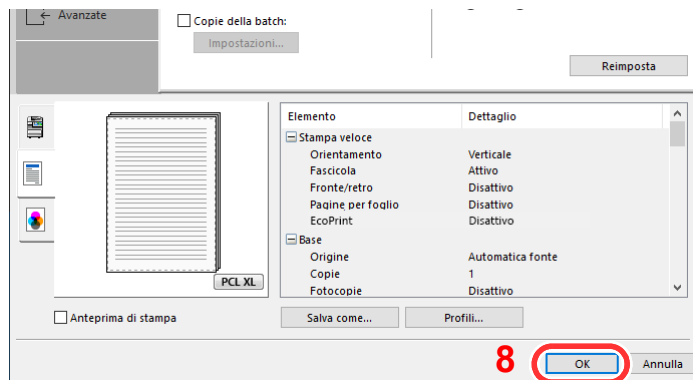 Avanzate
Copie della batch:
Impostazioni...
Reimposta
Elemento Dettaglio
Stampa veloce
Orientamento Verticale
Fascicola Attivo
Fronte/retro Disattivo
Pagine per foglio Disattivo
EcoPrint Disattivo
Base
Origine Automatica fonte
Copie 1
Fotocopie Disattivo
PCL XL
Anteprima di stampa
Salva come... Profili...
8 OK Annulla